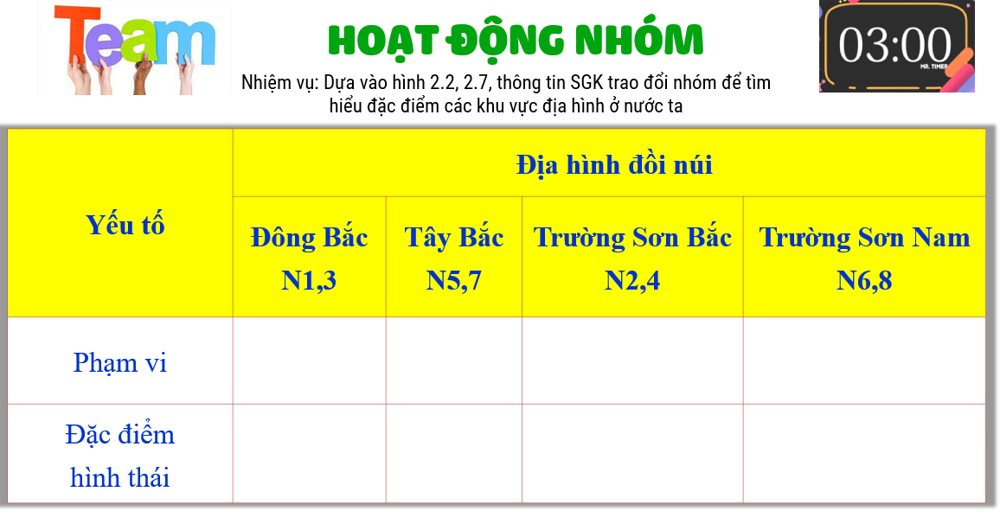 Team
HOẠT ĐỘNG NHÓM
03:00
MR. TIMER
Nhiệm vụ: Dựa vào hình 2.2, 2.7, thông tin SGK trao đổi nhóm để tìm
hiểu đặc điểm các khu vực địa hình ở nước ta
Yếu tố
Địa hình đồi núi
Đông Bắc
N1,3
Tây Bắc
N5,7
Trường Sơn Bắc
N2,4
Trường Sơn Nam
N6,8
Phạm vi
Đặc điểm
hình thái